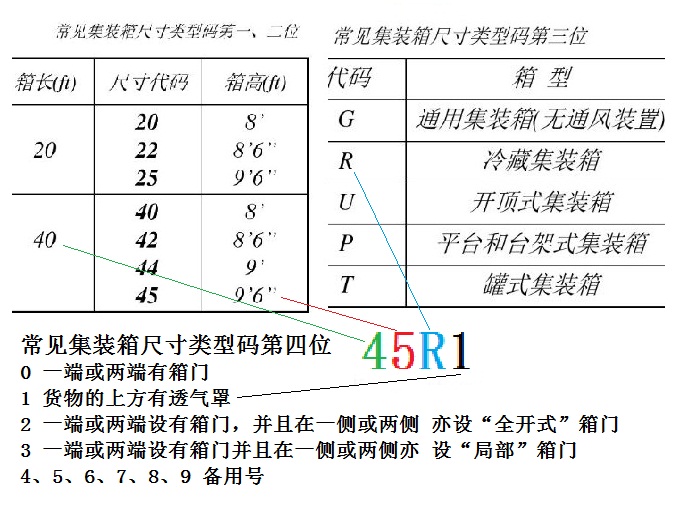 常见集装箱尺寸类型码第一、二位
箱长(ft) 尺寸代码 箱高(ft)
20 20 8'
22 8'6"
25 9'6"
40 40 8'
42 8'6"
44 9'
45 9'6"
常见集装箱尺寸类型码第三位
代码 箱 型
G 通用集装箱(无通风装置)
R 冷藏集装箱
U 开顶式集装箱
P 平台和台架式集装箱
T 罐式集装箱
45R1
常见集装箱尺寸类型码第四位
0 一端或两端有箱门
1 货物的上方有透气罩
2 一端或两端设有箱门，并且在一侧或两侧 亦设“全开式”箱门
3 一端或两端设有箱门并且在一侧或两侧亦 设“局部”箱门
4、5、6、7、8、9 备用号